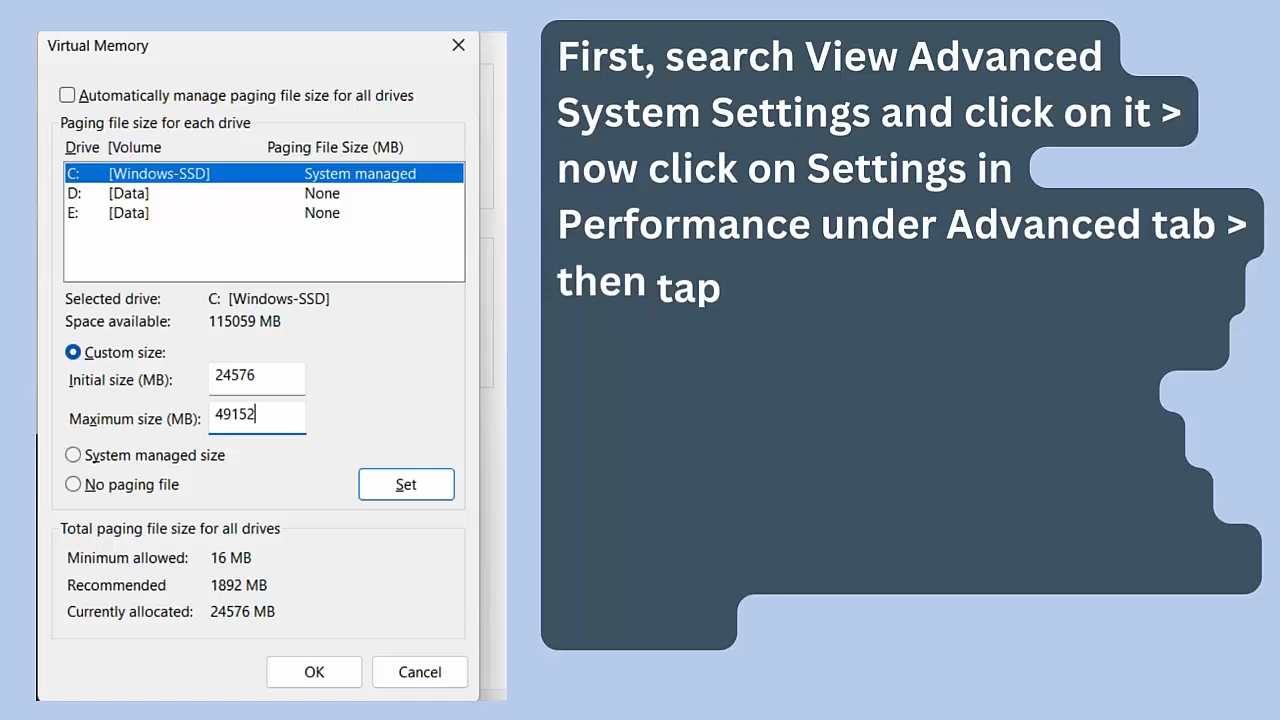 Virtual Memory
Automatically manage paging file size for all drives
Paging file size for each drive
Drive [Volume Paging File Size (MB)
C: [Windows-SSD] System managed
D: [Data] None
E: [Data] None
Selected drive: C: [Windows-SSD]
Space available: 115059 MB
Custom size:
Initial size (MB): 24576
Maximum size (MB): 49152
System managed size
No paging file
Set
Total paging file size for all drives
Minimum allowed: 16 MB
Recommended 1892 MB
Currently allocated: 24576 MB
OK Cancel
First, search View Advanced
System Settings and click on it >
now click on Settings in
Performance under Advanced tab >
then tap